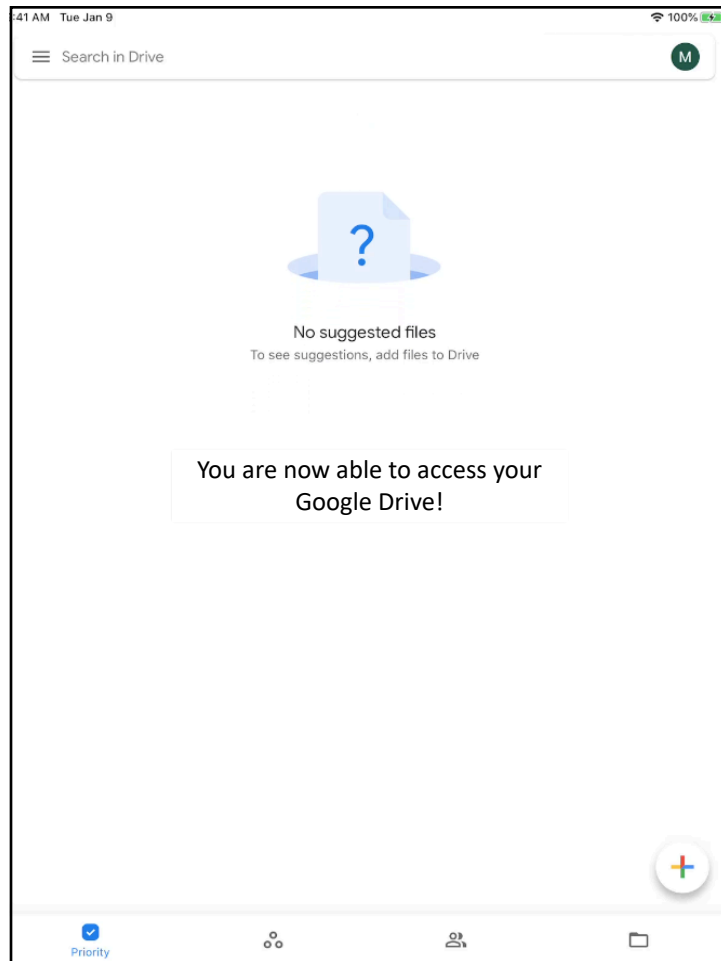 :41 AM Tue Jan 9 100%
Search in Drive M
?
No suggested files
To see suggestions, add files to Drive
You are now able to access your
Google Drive!
Priority